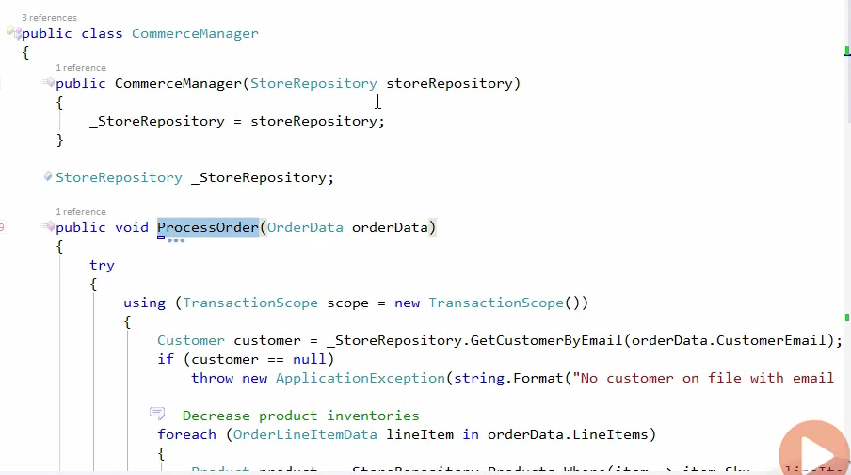 3 references
public class CommerceManager
{
1 reference
public CommerceManager(StoreRepository storeRepository)
{
_StoreRepository = storeRepository;
}
StoreRepository _StoreRepository;
1 reference
public void ProcessOrder(OrderData orderData)
{
try
{
using (TransactionScope scope = new TransactionScope())
{
Customer customer = _StoreRepository.GetCustomerByEmail(orderData.CustomerEmail);
if (customer == null)
throw new ApplicationException(string.Format("No customer on file with email
Decrease product inventories
foreach (OrderLineItemData lineItem in orderData.LineItems)
{